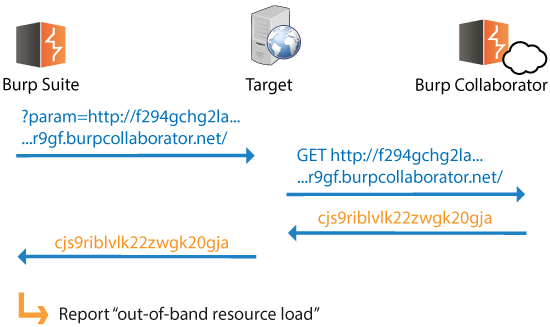 Burp Suite
Target
Burp Collaborator
?param=http://f294gchg2la...
...r9gf.burpcollaborator.net/
GET http://f294gchg2la...
...r9gf.burpcollaborator.net/
cjs9riblvlk22zwgk20gja
cjs9riblvlk22zwgk20gja
Report “out-of-band resource load”